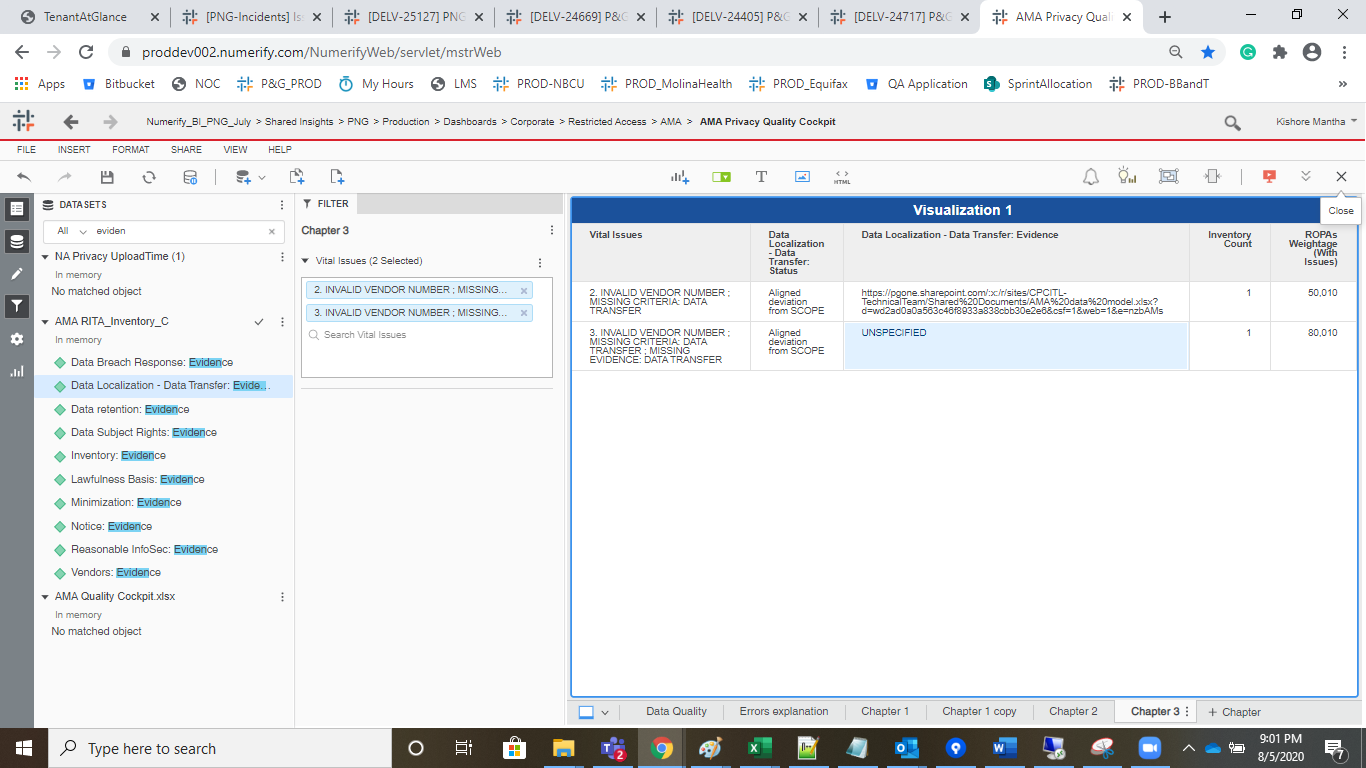 TenantAtGlance
[PNG-Incidents] Is
[DELV-25127] PNG
[DELV-24669] P&G
[DELV-24405] P&G
[DELV-24717] P&G
AMA Privacy Quali
proddev002.numerify.com/NumerifyWeb/servlet/mstrWeb
Apps
Bitbucket
NOC
P&G_PROD
My Hours
LMS
PROD-NBCU
PROD_MolinaHealth
PROD_Equifax
QA Application
SprintAllocation
PROD-BBandT
Numerify_BI_PNG_July > Shared Insights > PNG > Production > Dashboards > Corporate > Restricted Access > AMA > AMA Privacy Quality Cockpit
Kishore Mantha
FILE INSERT FORMAT SHARE VIEW HELP
HTML
Close
DATASETS
All
eviden
NA Privacy UploadTime (1)
In memory
No matched object
AMA RITA_Inventory_C
In memory
Data Breach Response: Evidence
Data Localization - Data Transfer: Evide...
Data retention: Evidence
Data Subject Rights: Evidence
Inventory: Evidence
Lawfulness Basis: Evidence
Minimization: Evidence
Notice: Evidence
Reasonable InfoSec: Evidence
Vendors: Evidence
AMA Quality Cockpit.xlsx
In memory
No matched object
FILTER
Chapter 3
Vital Issues (2 Selected)
2. INVALID VENDOR NUMBER ; MISSING...
3. INVALID VENDOR NUMBER ; MISSING...
Search Vital Issues
Visualization 1
Vital Issues
Data
Localization
- Data
Transfer:
Status
Data Localization - Data Transfer: Evidence
Inventory
Count
ROPAs
Weightage
(With
Issues)
2. INVALID VENDOR NUMBER ;
MISSING CRITERIA: DATA
TRANSFER
Aligned
deviation
from SCOPE
https://pgone.sharepoint.com/:x:/r/sites/CPCITL-
TechnicalTeam/Shared%20Documents/AMA%20data%20model.xlsx?
d=wd2ad0a0a563c46f8933a838cbb30e2e6&csf=1&web=1&e=nzbAMs
1
50,010
3. INVALID VENDOR NUMBER ;
MISSING CRITERIA: DATA
TRANSFER ; MISSING
EVIDENCE: DATA TRANSFER
Aligned
deviation
from SCOPE
UNSPECIFIED
1
80,010
Data Quality
Errors explanation
Chapter 1
Chapter 1 copy
Chapter 2
Chapter 3
+ Chapter
Type here to search
2
9:01 PM
8/5/2020
7